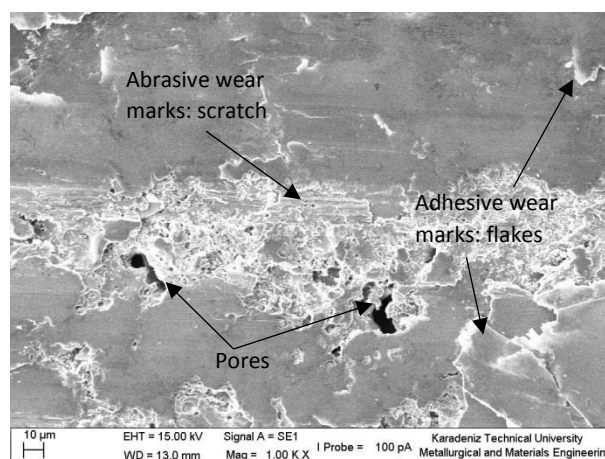 Abrasive wear
marks: scratch
Adhesive wear
marks: flakes
Pores
10 µm
EHT = 15.00 kV
Signal A = SE1
I Probe = 100 pA
Karadeniz Technical University
WD = 13.0 mm
Mag = 1.00 K X
Metallurgical and Materials Engineerin